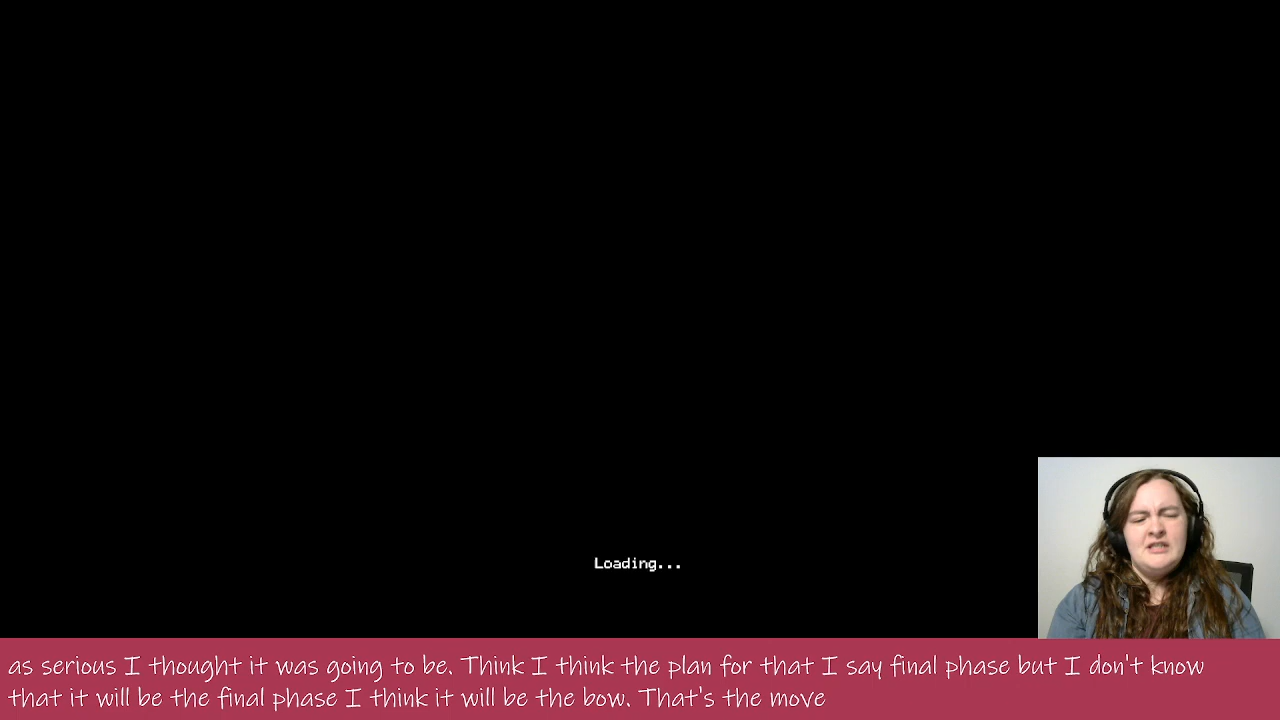 Loading...
as serious I thought it was going to be. Think I think the plan for that I say final phase but I don't know
that it will be the final phase I think it will be the bow. That's the move